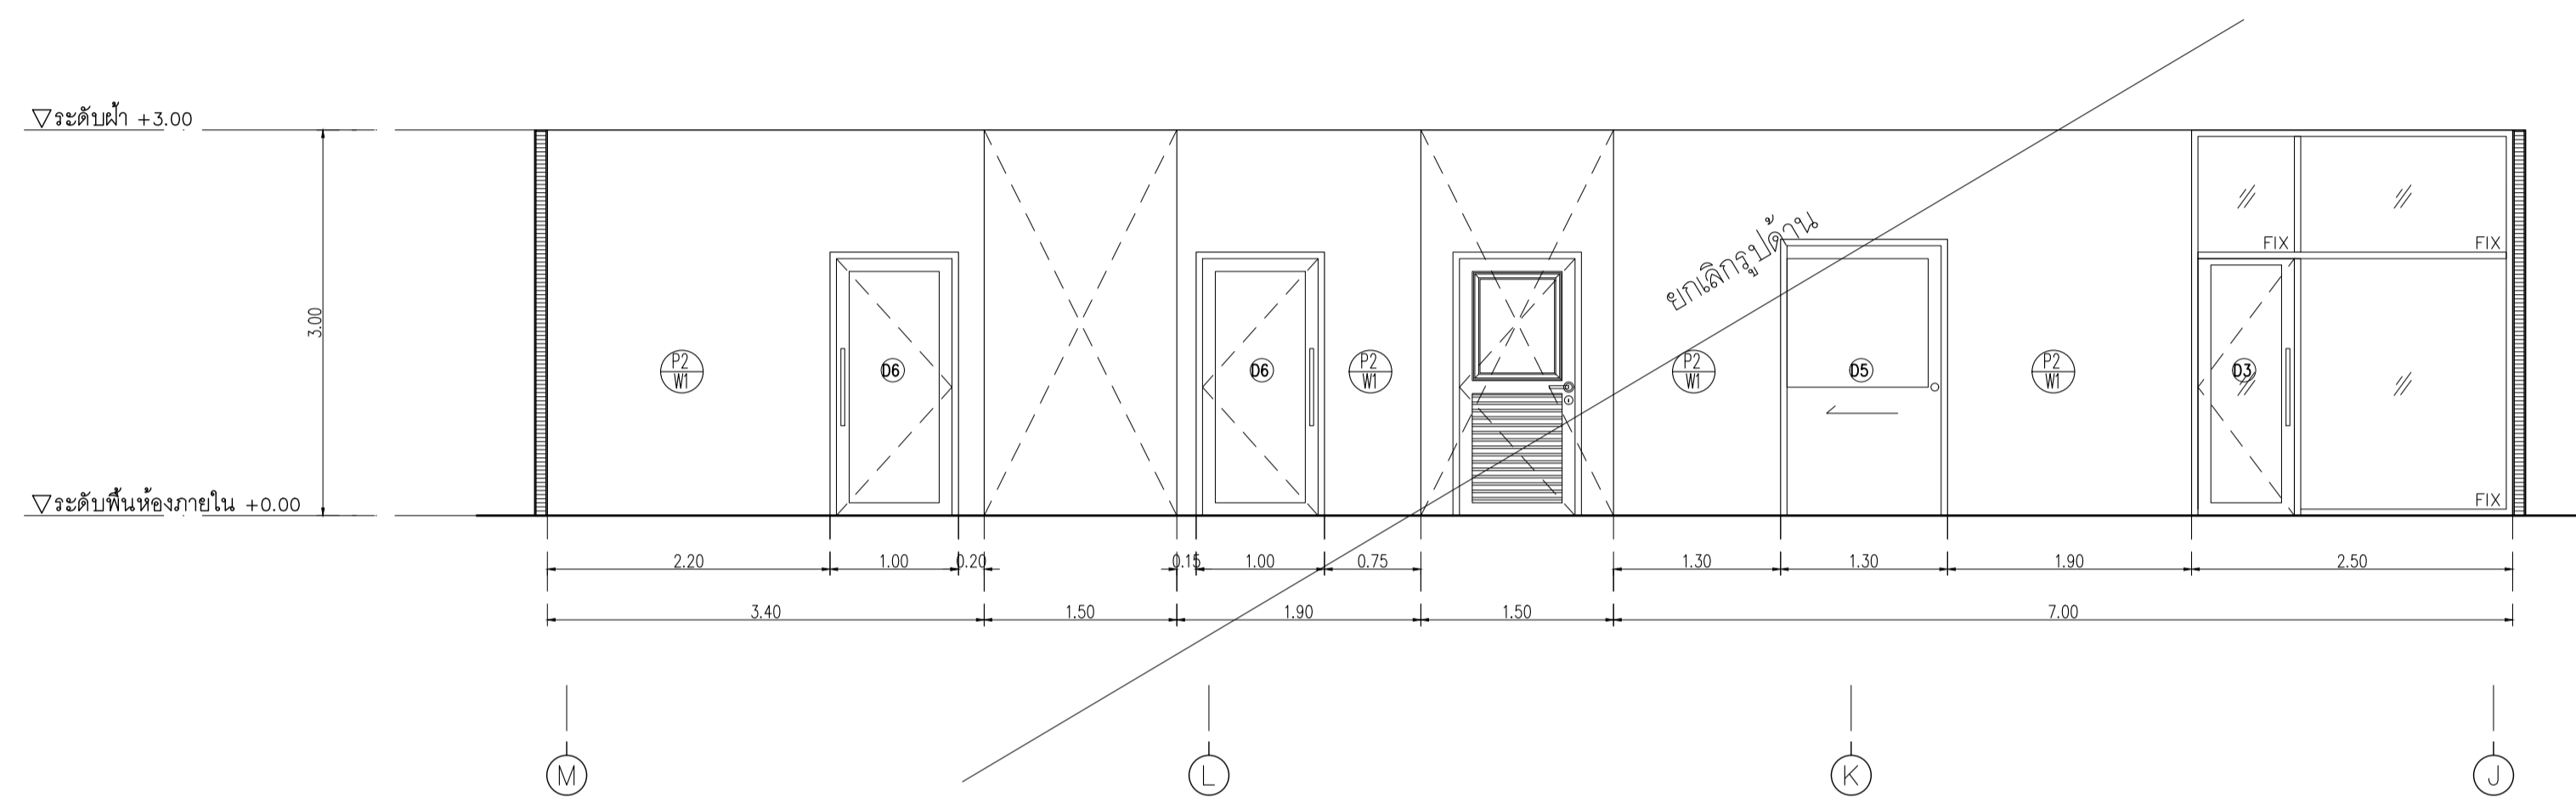 ▽ระดับฝ้า +3.00
ยกเลิกรูปด้าน
FIX FIX
3.00
P2
W1
D6
D6
P2
W1
P2
W1
D5
P2
W1
D3
▽ระดับพื้นห้องภายใน +0.00
FIX
2.20 1.00 0.20 0.15 1.00 0.75 1.30 1.30 1.90 2.50
3.40 1.50 1.90 1.50 7.00
M L K J